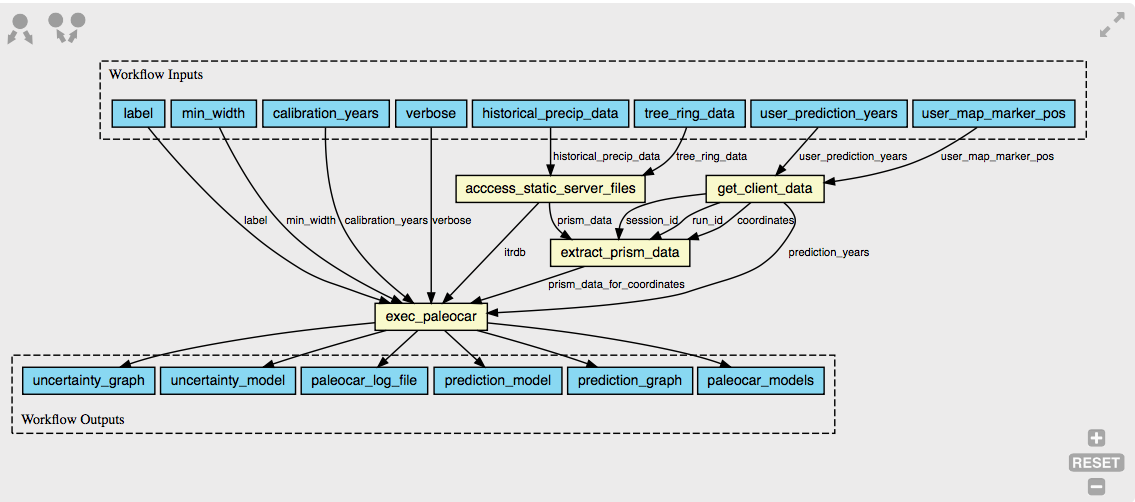 Workflow Inputs
label min_width calibration_years verbose historical_precip_data tree_ring_data user_prediction_years user_map_marker_pos
historical_precip_data tree_ring_data user_prediction_years user_map_marker_pos
acccess_static_server_files get_client_data
label min_width calibration_years verbose prism_data session_id run_id coordinates
itrdb extract_prism_data prediction_years
prism_data_for_coordinates
exec_paleocar
uncertainty_graph uncertainty_model paleocar_log_file prediction_model prediction_graph paleocar_models
Workflow Outputs
RESET